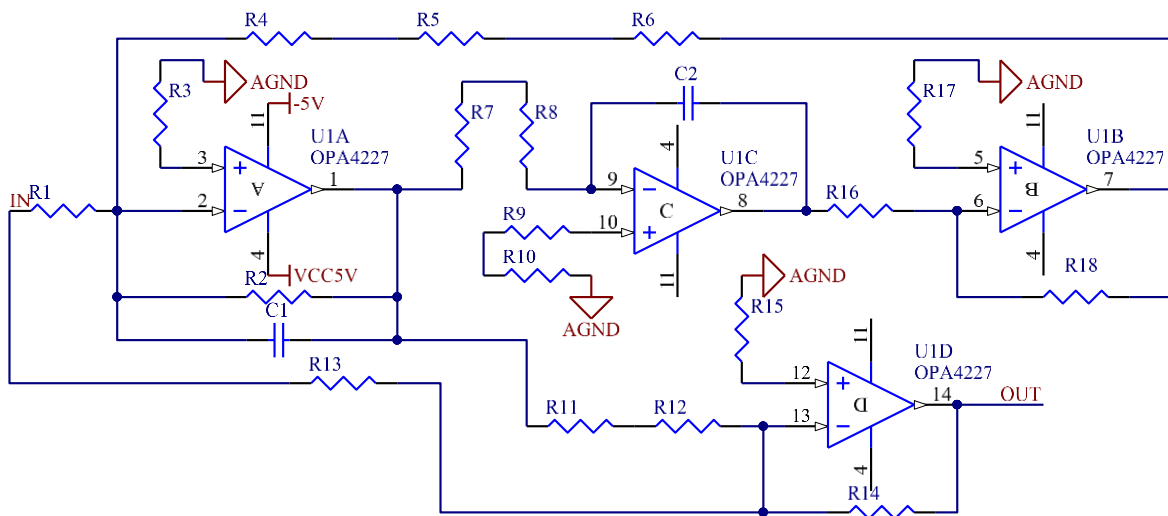 R4
R5
R6
R3
AGND
-5V
11
U1A
OPA4227
3
A
1
2
4
VCC5V
IN
R1
R2
C1
R13
R7
R8
C2
4
U1C
OPA4227
9
C
8
10
11
R9
R10
AGND
R16
R17
AGND
11
U1B
OPA4227
5
B
7
6
4
R18
R15
AGND
11
U1D
OPA4227
12
D
14
OUT
13
4
R11
R12
R14